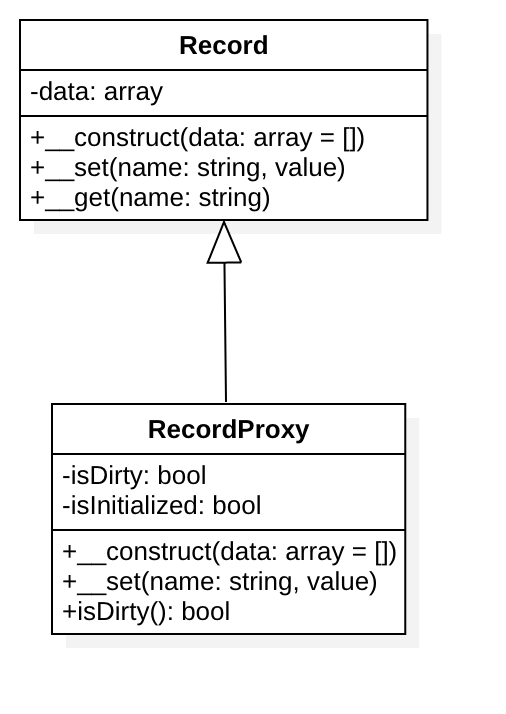 Record
-data: array
+__construct(data: array = [])
+__set(name: string, value)
+__get(name: string)
RecordProxy
-isDirty: bool
-isInitialized: bool
+__construct(data: array = [])
+__set(name: string, value)
+isDirty(): bool